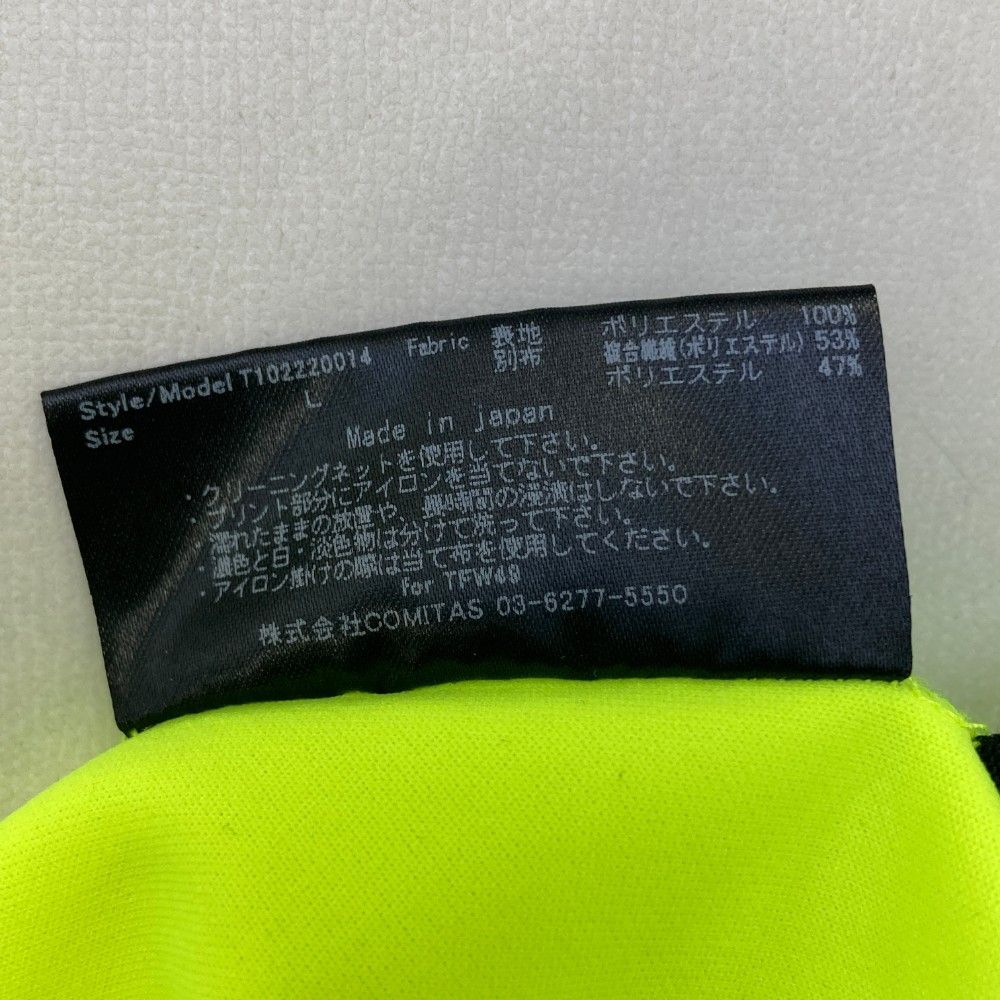 Style/Model T102220014 Fabric 表地 ポリエステル 100%
別布 複合繊維(ポリエステル) 53%
ポリエステル 47%
Size L
Made in japan
・クリーニングネットを使用して下さい。
・プリント部分にアイロンを当てないで下さい。
濡れたままの放置や、長時間の浸漬はしないで下さい。
・濃色と白・淡色物は分けて洗って下さい。
・アイロン掛けの際は当て布を使用してください。
for TFW49
株式会社COMITAS 03-6277-5550